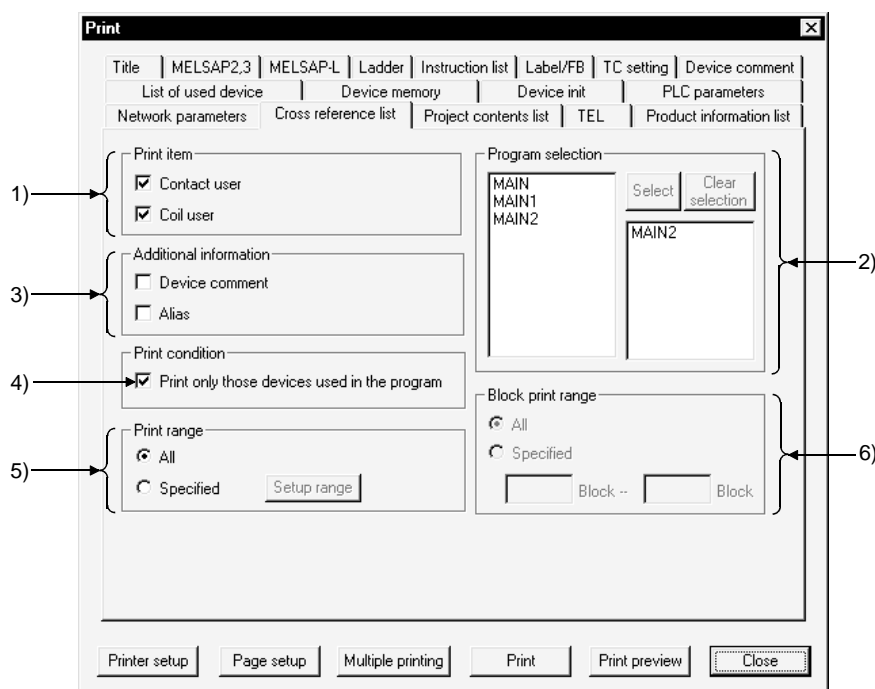 Print
Title MELSAP2,3 MELSAP-L Ladder Instruction list Label/FB TC setting Device comment
List of used device Device memory Device init PLC parameters
Network parameters Cross reference list Project contents list TEL Product information list
1)
Print item
Contact user
Coil user
3)
Additional information
Device comment
Alias
4)
Print condition
Print only those devices used in the program
5)
Print range
All
Specified Setup range
2)
Program selection
MAIN
MAIN1
MAIN2
Select Clear selection
MAIN2
6)
Block print range
All
Specified
Block -- Block
Printer setup Page setup Multiple printing Print Print preview Close